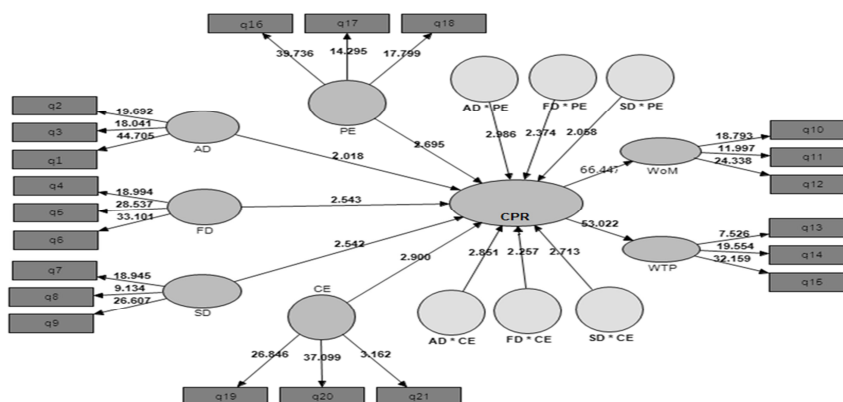 q16 q17 q18
39.736 14.295 17.799
PE
AD * PE FD * PE SD * PE
2.986 2.374 2.058
q2
19.692
q3
18.041
q1
44.705
AD
2.018
2.695
q4
18.994
q5
28.537
q6
33.101
FD
2.543
q7
18.945
q8
9.134
q9
26.607
SD
2.542
CPR
66.447
WoM
18.793
q10
11.997
q11
24.338
q12
53.022
WTP
7.526
q13
19.554
q14
32.159
q15
CE
2.900
2.851 2.257 2.713
AD * CE FD * CE SD * CE
26.846 37.099 3.162
q19 q20 q21